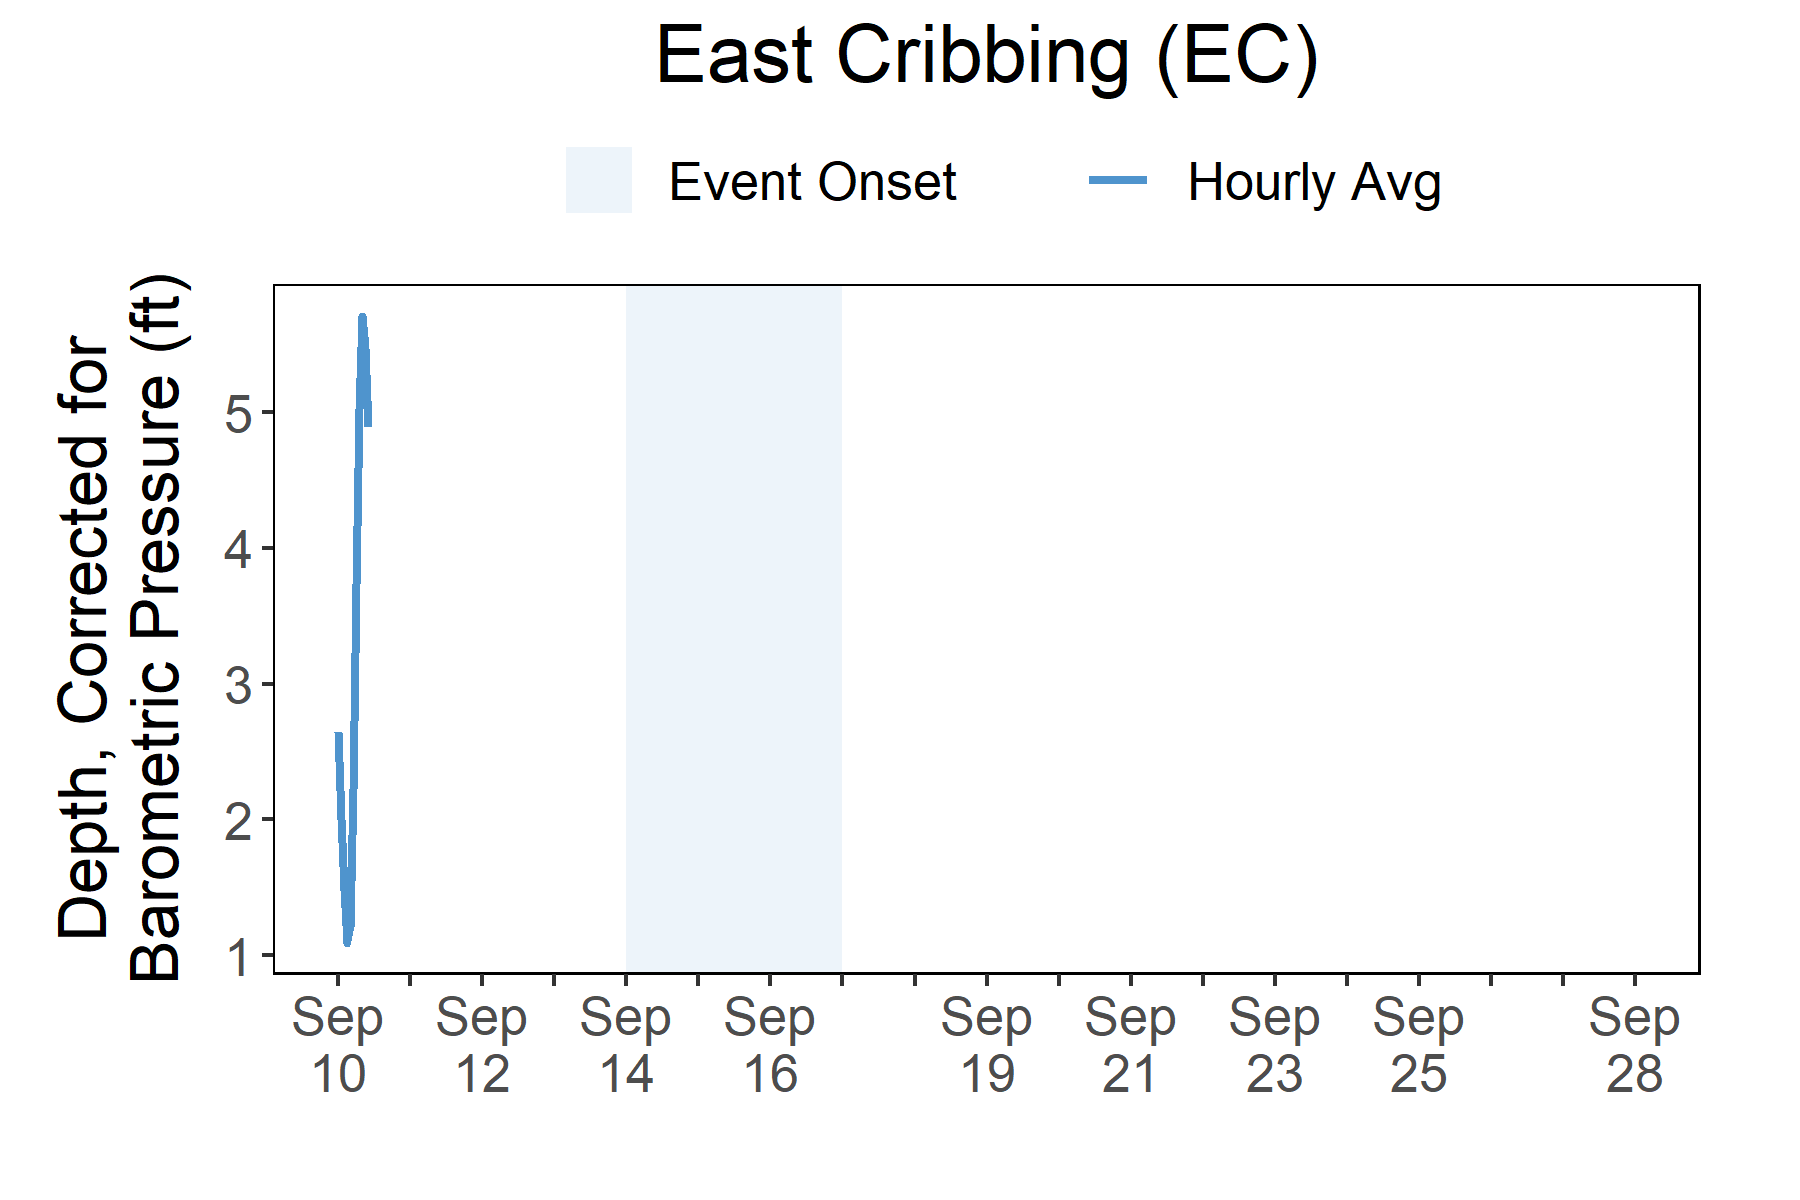 East Cribbing (EC)
Event Onset
Hourly Avg
Depth, Corrected for
Barometric Pressure (ft)
5
4
3
2
1
Sep
10
Sep
12
Sep
14
Sep
16
Sep
19
Sep
21
Sep
23
Sep
25
Sep
28